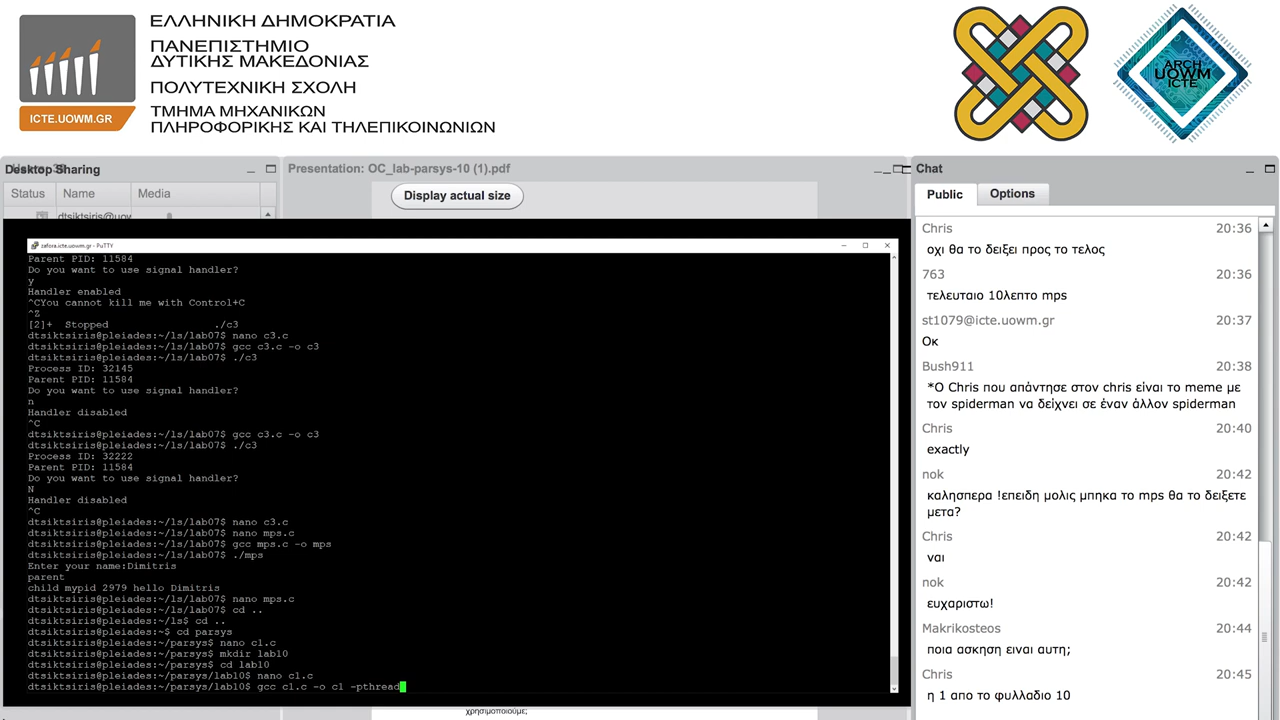 ΕΛΛΗΝΙΚΗ ΔΗΜΟΚΡΑΤΙΑ
ΠΑΝΕΠΙΣΤΗΜΙΟ
ΔΥΤΙΚΗΣ ΜΑΚΕΔΟΝΙΑΣ
ΠΟΛΥΤΕΧΝΙΚΗ ΣΧΟΛΗ
ΤΜΗΜΑ ΜΗΧΑΝΙΚΩΝ
ΠΛΗΡΟΦΟΡΙΚΗΣ ΚΑΙ ΤΗΛΕΠΙΚΟΙΝΩΝΙΩΝ
ICTE.UOWM.GR
ARCH
UOWM
ICTE
Desktop Sharing
Status Name Media
dtsiktsiris@uow
Presentation: OC_lab-parsys-10 (1).pdf
Display actual size
zafora.icte.uowm.gr - PuTTY
Parent PID: 11584
Do you want to use signal handler?
y
Handler enabled
^CYou cannot kill me with Control+C
^Z
[2]+  Stopped                 ./c3
dtsiktsiris@pleiades:~/ls/lab07$ nano c3.c
dtsiktsiris@pleiades:~/ls/lab07$ gcc c3.c -o c3
dtsiktsiris@pleiades:~/ls/lab07$ ./c3
Process ID: 32145
Parent PID: 11584
Do you want to use signal handler?
n
Handler disabled
^C
dtsiktsiris@pleiades:~/ls/lab07$ gcc c3.c -o c3
dtsiktsiris@pleiades:~/ls/lab07$ ./c3
Process ID: 32222
Parent PID: 11584
Do you want to use signal handler?
N
Handler disabled
^C
dtsiktsiris@pleiades:~/ls/lab07$ nano c3.c
dtsiktsiris@pleiades:~/ls/lab07$ nano mps.c
dtsiktsiris@pleiades:~/ls/lab07$ gcc mps.c -o mps
dtsiktsiris@pleiades:~/ls/lab07$ ./mps
Enter your name:Dimitris
parent
child mypid 2979 hello Dimitris
dtsiktsiris@pleiades:~/ls/lab07$ nano mps.c
dtsiktsiris@pleiades:~/ls/lab07$ cd ..
dtsiktsiris@pleiades:~/ls$ cd ..
dtsiktsiris@pleiades:~$ cd parsys
dtsiktsiris@pleiades:~/parsys$ nano c1.c
dtsiktsiris@pleiades:~/parsys$ mkdir lab10
dtsiktsiris@pleiades:~/parsys$ cd lab10
dtsiktsiris@pleiades:~/parsys/lab10$ nano c1.c
dtsiktsiris@pleiades:~/parsys/lab10$ gcc c1.c -o c1 -pthread
χρησιμοποιούμε;
Chat
Public Options
Chris 20:36
οχι θα το δειξει προς το τελος
763 20:36
τελευταιο 10λεπτο mps
st1079@icte.uowm.gr 20:37
Οκ
Bush911 20:38
*Ο Chris που απάντησε στον chris είναι το meme με
τον spiderman να δείχνει σε έναν άλλον spiderman
Chris 20:40
exactly
nok 20:42
καλησπερα !επειδη μολις μπηκα το mps θα το δειξετε
μετα?
Chris 20:42
ναι
nok 20:42
ευχαριστω!
Makrikosteos 20:44
ποια ασκηση ειναι αυτη;
Chris 20:45
η 1 απο το φυλλαδιο 10